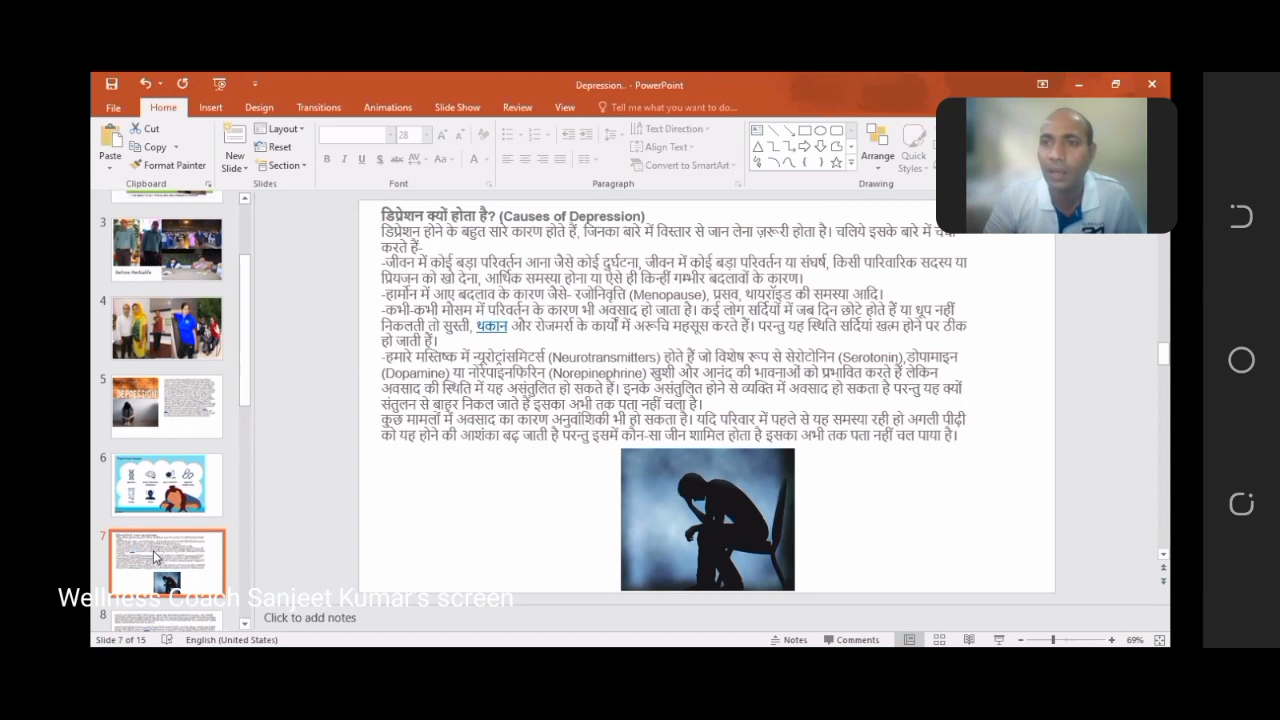 Depression.. - PowerPoint
File Home Insert Design Transitions Animations Slide Show Review View Tell me what you want to do...
Paste
Cut
Copy
Format Painter
Clipboard
New
Slide
Layout
Reset
Section
Slides
28
Font
Text Direction
Align Text
Convert to SmartArt
Paragraph
Arrange
Quick
Styles
Drawing
3
4
5
DEPRESSION
6
7
8
डिप्रेशन क्यों होता है? (Causes of Depression)
डिप्रेशन होने के बहुत सारे कारण होते हैं, जिनका बारे में विस्तार से जान लेना ज़रूरी होता है। चलिये इसके बारे में चर्चा
करते हैं-
-जीवन में कोई बड़ा परिवर्तन आना जैसे कोई दुर्घटना, जीवन में कोई बड़ा परिवर्तन या संघर्ष, किसी पारिवारिक सदस्य या
प्रियजन को खो देना, आर्थिक समस्या होना या ऐसे ही किन्हीं गम्भीर बदलावों के कारण।
-हार्मोन में आए बदलाव के कारण जैसे- रजोनिवृत्ति (Menopause), प्रसव, थायरॉइड की समस्या आदि।
-कभी-कभी मौसम में परिवर्तन के कारण भी अवसाद हो जाता है। कई लोग सर्दियों में जब दिन छोटे होते हैं या धूप नहीं
निकलती तो सुस्ती, थकान और रोजमर्रा के कार्यों में अरूचि महसूस करते हैं। परन्तु यह स्थिति सर्दियां खत्म होने पर ठीक
हो जाती हैं।
-हमारे मस्तिष्क में न्यूरोट्रांसमिटर्स (Neurotransmitters) होते हैं जो विशेष रूप से सेरोटोनिन (Serotonin),डोपामाइन
(Dopamine) या नोरेपाइनफिरिन (Norepinephrine) खुशी और आनंद की भावनाओं को प्रभावित करते हैं लेकिन
अवसाद की स्थिति में यह असंतुलित हो सकते हैं। इनके असंतुलित होने से व्यक्ति में अवसाद हो सकता है परन्तु यह क्यों
संतुलन से बाहर निकल जाते हैं इसका अभी तक पता नहीं चला है।
कुछ मामलों में अवसाद का कारण अनुवांशिकी भी हो सकता है। यदि परिवार में पहले से यह समस्या रही हो अगली पीढ़ी
को यह होने की आशंका बढ़ जाती है परन्तु इसमें कौन-सा जीन शामिल होता है इसका अभी तक पता नहीं चल पाया है।
Wellness Coach Sanjeet Kumar's screen
Click to add notes
Slide 7 of 15 English (United States) Notes Comments 69%